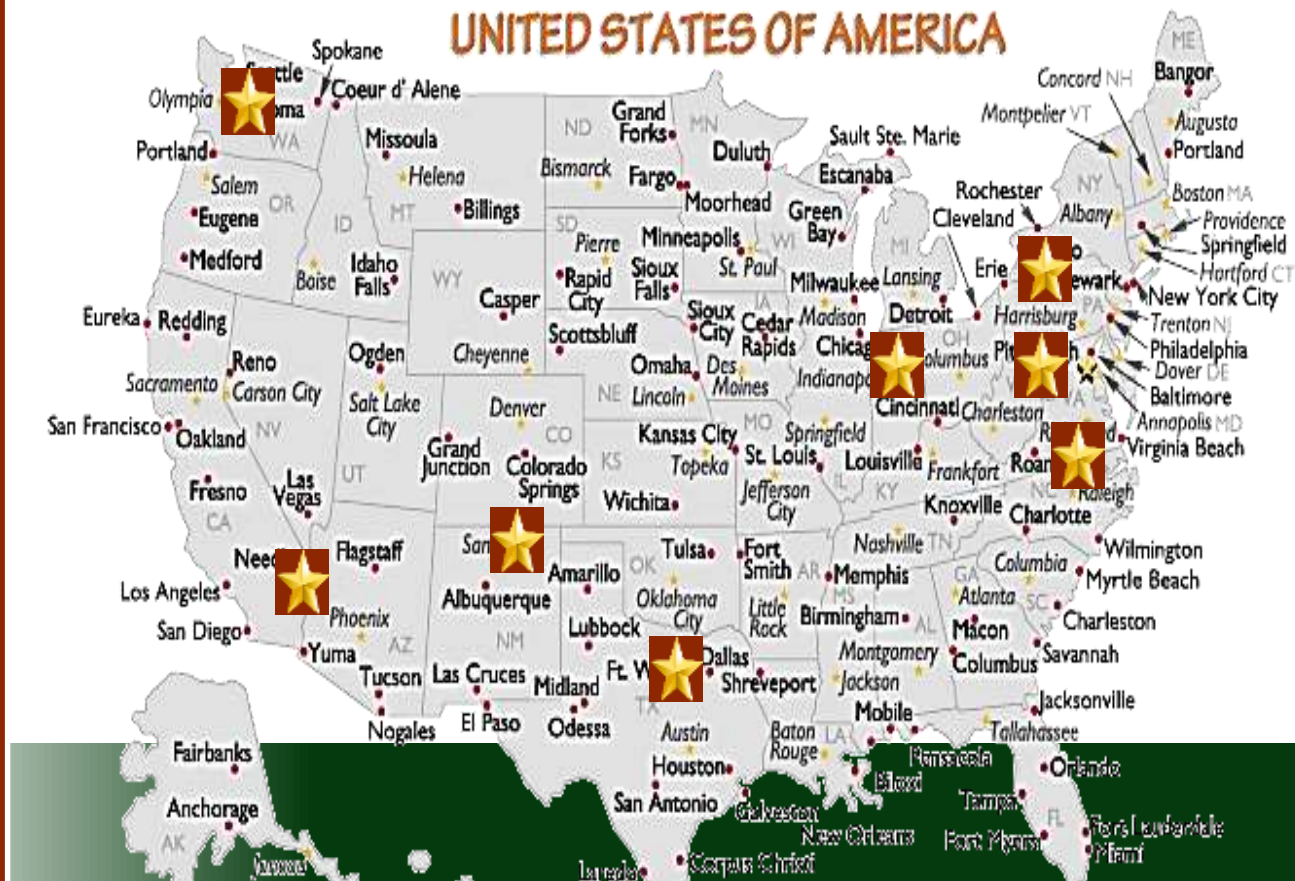 UNITED STATES OF AMERICA
Spokane
Coeur d' Alene
Olympia
WA
Portland
Salem
Eugene
OR
Medford
ID
Boise
Idaho
Falls
Missoula
Helena
MT
Billings
WY
Casper
Cheyenne
ND
Bismarck
Grand
Forks
Fargo
MN
Moorhead
Duluth
SD
Pierre
Rapid
City
Sioux
Falls
Minneapolis
St. Paul
Sault Ste. Marie
Escanaba
Green
Bay
WI
MI
Milwaukee
Madison
Lansing
Detroit
Rochester
Cleveland
Erie
Concord NH
Montpelier VT
ME
Bangor
Augusta
Portland
NY
Albany
Boston MA
Providence
Springfield
Hartford CT
New York City
PA
Harrisburg
Trenton NJ
Philadelphia
Dover DE
Baltimore
Annapolis MD
Virginia Beach
Eureka
Redding
Reno
Sacramento
Carson City
San Francisco
Oakland
NV
Fresno
Las
Vegas
CA
Los Angeles
San Diego
Ogden
Salt Lake
City
UT
Grand
Junction
Denver
CO
Colorado
Springs
Scottsbluff
NE
Omaha
Lincoln
Sioux
City
IA
Cedar
Rapids
Des
Moines
OH
Cincinnati
Charleston
KS
Kansas City
Topeka
Wichita
MO
St. Louis
Jefferson
City
Springfield
IL
Louisville
Frankfort
KY
Knoxville
Nashville
TN
NC
Raleigh
Charlotte
Wilmington
Myrtle Beach
Columbia
SC
Charleston
Savannah
Flagstaff
Phoenix
AZ
Yuma
Tucson
Nogales
Albuquerque
NM
Las Cruces
El Paso
Amarillo
Lubbock
Midland
Odessa
OK
Tulsa
Oklahoma
City
Fort
Smith
AR
Little
Rock
Memphis
MS
Birmingham
AL
Montgomery
GA
Atlanta
Macon
Columbus
Dallas
Shreveport
Jackson
TX
Austin
Houston
San Antonio
Galveston
Laredo
Corpus Christi
Baton
Rouge
LA
Mobile
Biloxi
New Orleans
Pensacola
Tallahassee
Jacksonville
Orlando
Tampa
FL
Fort Myers
Fort Lauderdale
Miami
Fairbanks
Anchorage
AK
Juneau